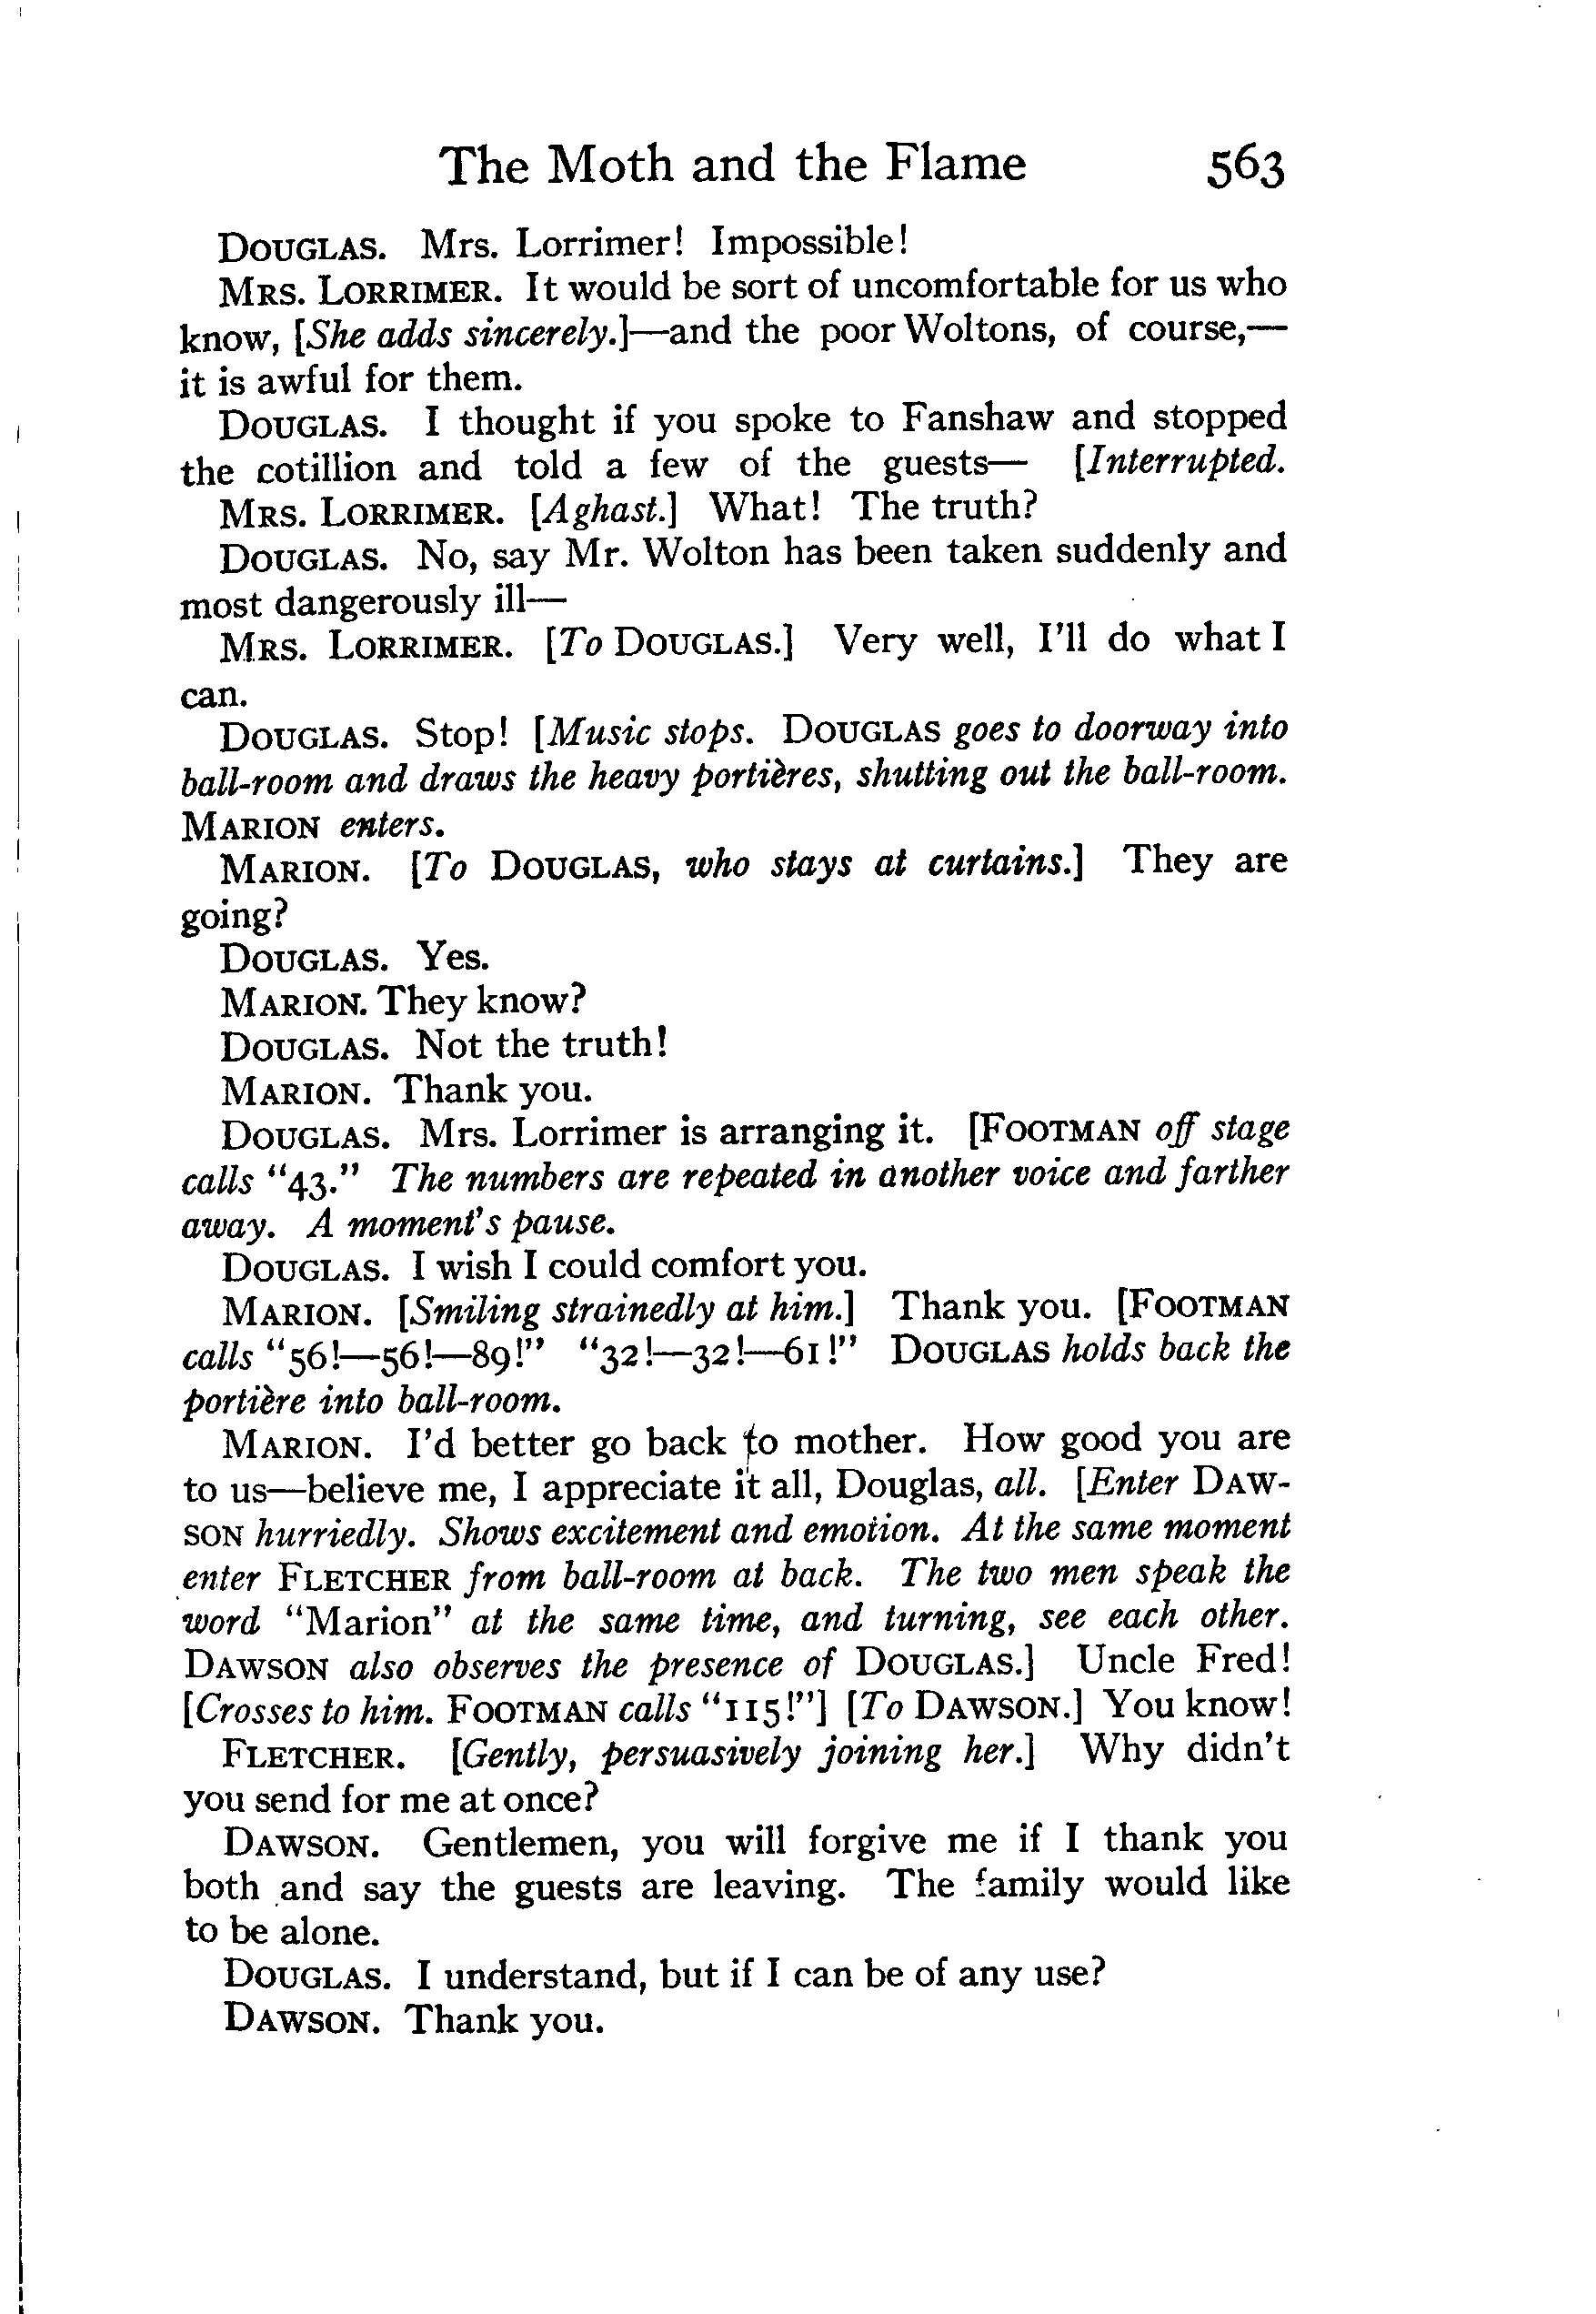 The Moth and the Flame 563
DOUGLAS. Mrs. Lorrimer! Impossible!
MRS. LORRIMER. It would be sort of uncomfortable for us who
know, [She adds sincerely.]—and the poor Woltons, of course,—
it is awful for them.
DOUGLAS. I thought if you spoke to Fanshaw and stopped
the cotillion and told a few of the guests— [Interrupted.
MRS. LORRIMER. [Aghast.] What! The truth?
DOUGLAS. No, say Mr. Wolton has been taken suddenly and
most dangerously ill—
MRS. LORRIMER. [To DOUGLAS.] Very well, I'll do what I
can.
DOUGLAS. Stop! [Music stops. DOUGLAS goes to doorway into
ball-room and draws the heavy portières, shutting out the ball-room.
MARION enters.
MARION. [To DOUGLAS, who stays at curtains.] They are
going?
DOUGLAS. Yes.
MARION. They know?
DOUGLAS. Not the truth!
MARION. Thank you.
DOUGLAS. Mrs. Lorrimer is arranging it. [FOOTMAN off stage
calls "43." The numbers are repeated in another voice and farther
away. A moment's pause.
DOUGLAS. I wish I could comfort you.
MARION. [Smiling strainedly at him.] Thank you. [FOOTMAN
calls "56!—56!—89!" "32!—32!—61!" DOUGLAS holds back the
portière into ball-room.
MARION. I'd better go back to mother. How good you are
to us—believe me, I appreciate it all, Douglas, all. [Enter DAW-
SON hurriedly. Shows excitement and emotion. At the same moment
enter FLETCHER from ball-room at back. The two men speak the
word "Marion" at the same time, and turning, see each other.
DAWSON also observes the presence of DOUGLAS.] Uncle Fred!
[Crosses to him. FOOTMAN calls "115!"] [To DAWSON.] You know!
FLETCHER. [Gently, persuasively joining her.] Why didn't
you send for me at once?
DAWSON. Gentlemen, you will forgive me if I thank you
both and say the guests are leaving. The family would like
to be alone.
DOUGLAS. I understand, but if I can be of any use?
DAWSON. Thank you.